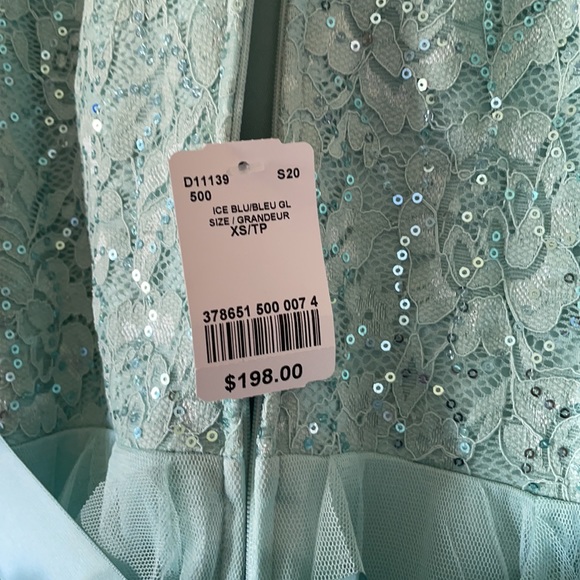 D11139 S20
500
ICE BLU/BLEU GL
SIZE / GRANDEUR
XS/TP
378651 500 007 4
$198.00